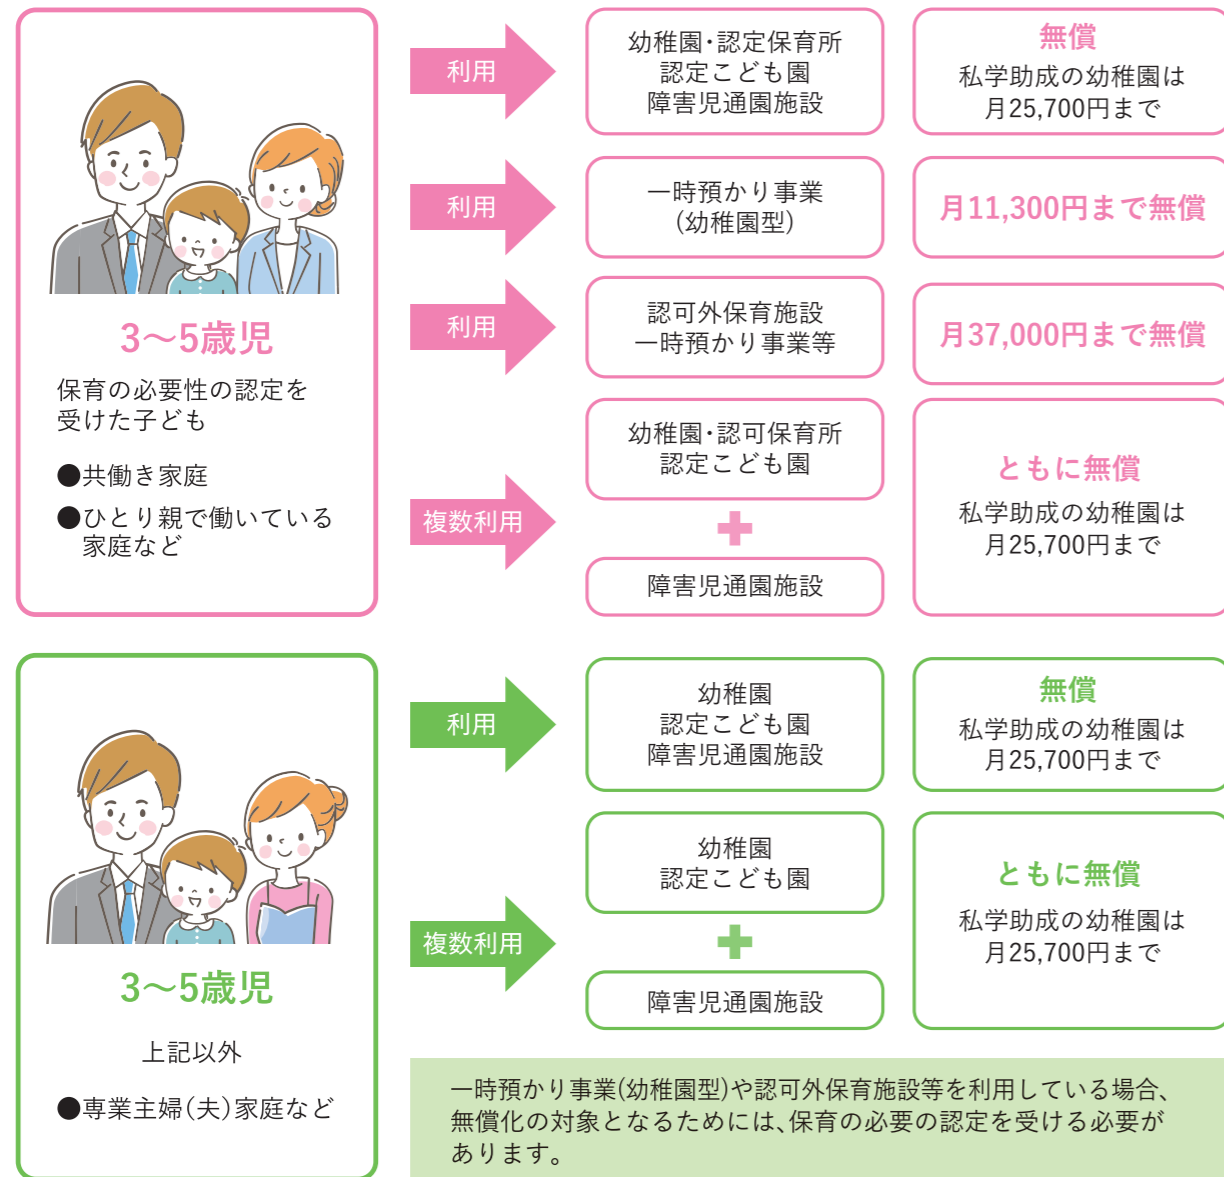 3〜5歳児
保育の必要性の認定を
受けた子ども
●共働き家庭
●ひとり親で働いている
家庭など
利用
幼稚園・認定保育所
認定こども園
障害児通園施設
無償
私学助成の幼稚園は
月25,700円まで
利用
一時預かり事業
(幼稚園型)
月11,300円まで無償
利用
認可外保育施設
一時預かり事業等
月37,000円まで無償
複数利用
幼稚園・認可保育所
認定こども園
+
障害児通園施設
ともに無償
私学助成の幼稚園は
月25,700円まで
3〜5歳児
上記以外
●専業主婦(夫)家庭など
利用
幼稚園
認定こども園
障害児通園施設
無償
私学助成の幼稚園は
月25,700円まで
複数利用
幼稚園
認定こども園
+
障害児通園施設
ともに無償
私学助成の幼稚園は
月25,700円まで
一時預かり事業(幼稚園型)や認可外保育施設等を利用している場合、
無償化の対象となるためには、保育の必要の認定を受ける必要が
あります。